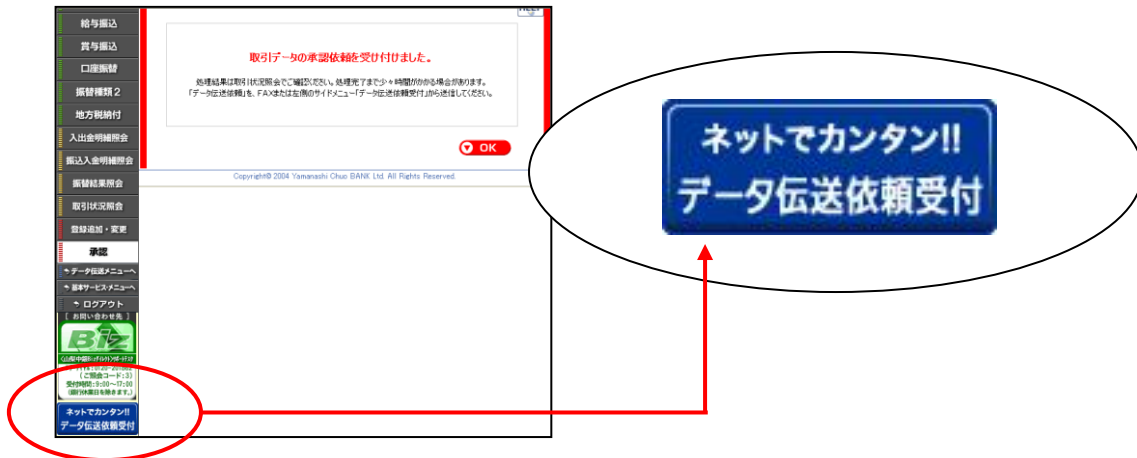 給与振込
賞与振込
口座振替
振替種類2
地方税納付
入出金明細照会
振込入金明細照会
振替結果照会
取引状況照会
登録追加・変更
承認
データ伝送メニューへ
基本サービス・メニューへ
ログアウト
[ お問い合わせ先 ]
Biz
(ご照会コード:3)
受付時間:9:00～17:00
(銀行休業日を除きます。)
ネットでカンタン!!
データ伝送依頼受付
取引データの承認依頼を受け付けました。
処理結果は取引状況照会でご確認ください。処理完了まで少々時間がかかる場合があります。
「データ伝送依頼」を、FAXまたは左側のサイドメニュー「データ伝送依頼受付」から送信してください。
OK
Copyright© 2004 Yamanashi Chuo BANK Ltd. All Rights Reserved.
ネットでカンタン!!
データ伝送依頼受付